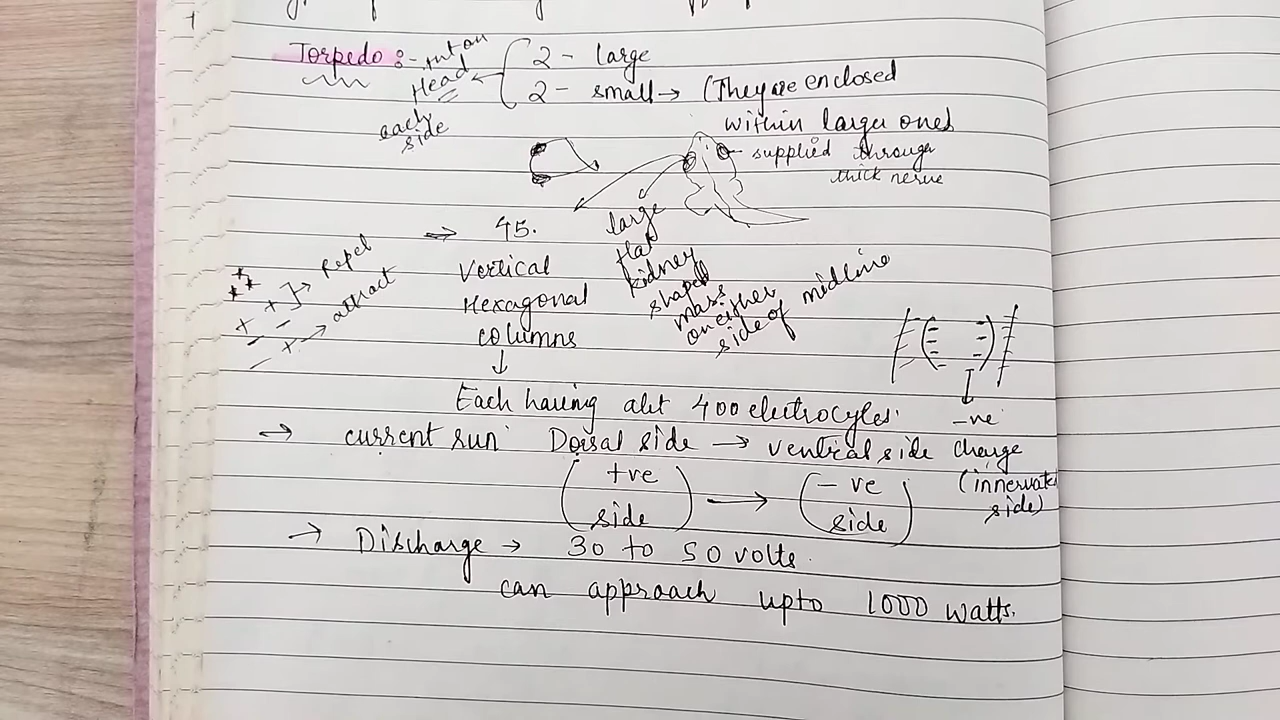 Torpedo :-
Head
each
side
2 - large
2 - small → (They are enclosed
within larger ones
supplied through
thick nerve
→ 45.
Vertical
Hexagonal
columns
↓
large
flat
kidney
shaped
mass
on either
side of midline
+ + } → Repel
- -
- + → attract
Each having abt 400 electrocytes.
-ve
charge
(innervated
side)
→ current run Dorsal side → ventical side
(+ve side) → (-ve side)
→ Discharge → 30 to 50 volts.
can approach upto 1000 watts.